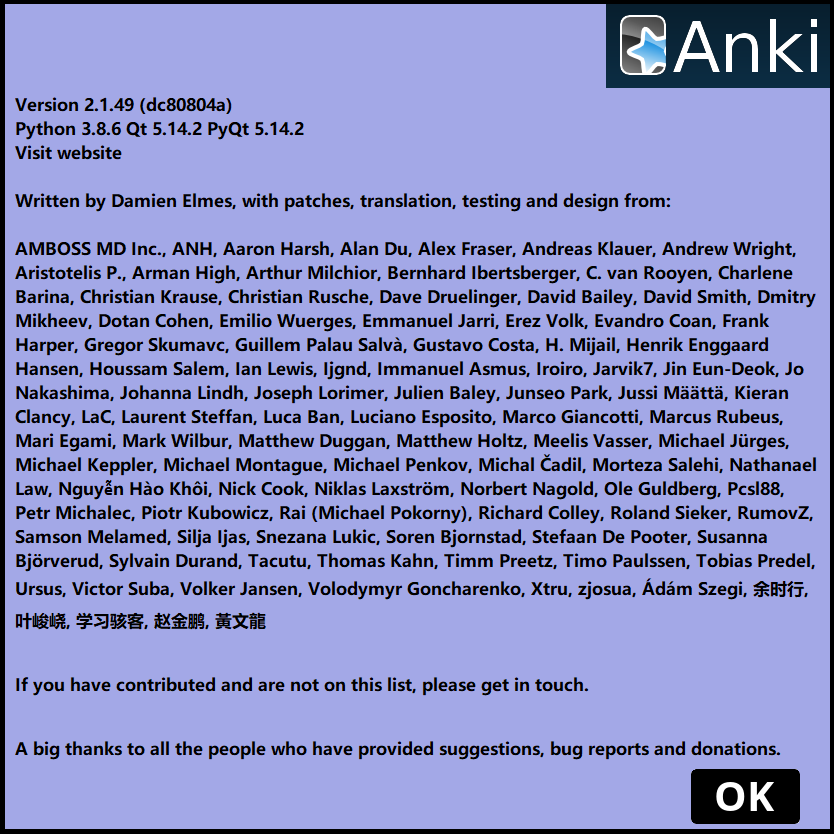 Anki
Version 2.1.49 (dc80804a)
Python 3.8.6 Qt 5.14.2 PyQt 5.14.2
Visit website
Written by Damien Elmes, with patches, translation, testing and design from:
AMBOSS MD Inc., ANH, Aaron Harsh, Alan Du, Alex Fraser, Andreas Klauer, Andrew Wright,
Aristotelis P., Arman High, Arthur Milchior, Bernhard Ibertsberger, C. van Rooyen, Charlene
Barina, Christian Krause, Christian Rusche, Dave Druelinger, David Bailey, David Smith, Dmitry
Mikheev, Dotan Cohen, Emilio Wuerges, Emmanuel Jarri, Erez Volk, Evandro Coan, Frank
Harper, Gregor Skumavc, Guillem Palau Salvà, Gustavo Costa, H. Mijail, Henrik Enggaard
Hansen, Houssam Salem, Ian Lewis, Ijgnd, Immanuel Asmus, Iroiro, Jarvik7, Jin Eun-Deok, Jo
Nakashima, Johanna Lindh, Joseph Lorimer, Julien Baley, Junseo Park, Jussi Määttä, Kieran
Clancy, LaC, Laurent Steffan, Luca Ban, Luciano Esposito, Marco Giancotti, Marcus Rubeus,
Mari Egami, Mark Wilbur, Matthew Duggan, Matthew Holtz, Meelis Vasser, Michael Jürges,
Michael Keppler, Michael Montague, Michael Penkov, Michal Čadil, Morteza Salehi, Nathanael
Law, Nguyễn Hào Khôi, Nick Cook, Niklas Laxström, Norbert Nagold, Ole Guldberg, Pcsl88,
Petr Michalec, Piotr Kubowicz, Rai (Michael Pokorny), Richard Colley, Roland Sieker, RumovZ,
Samson Melamed, Silja Ijas, Snezana Lukic, Soren Bjornstad, Stefaan De Pooter, Susanna
Björverud, Sylvain Durand, Tacutu, Thomas Kahn, Timm Preetz, Timo Paulssen, Tobias Predel,
Ursus, Victor Suba, Volker Jansen, Volodymyr Goncharenko, Xtru, zjosua, Ádám Szegi, 余时行,
叶峻峣, 学习骇客, 赵金鹏, 黃文龍
If you have contributed and are not on this list, please get in touch.
A big thanks to all the people who have provided suggestions, bug reports and donations.
OK